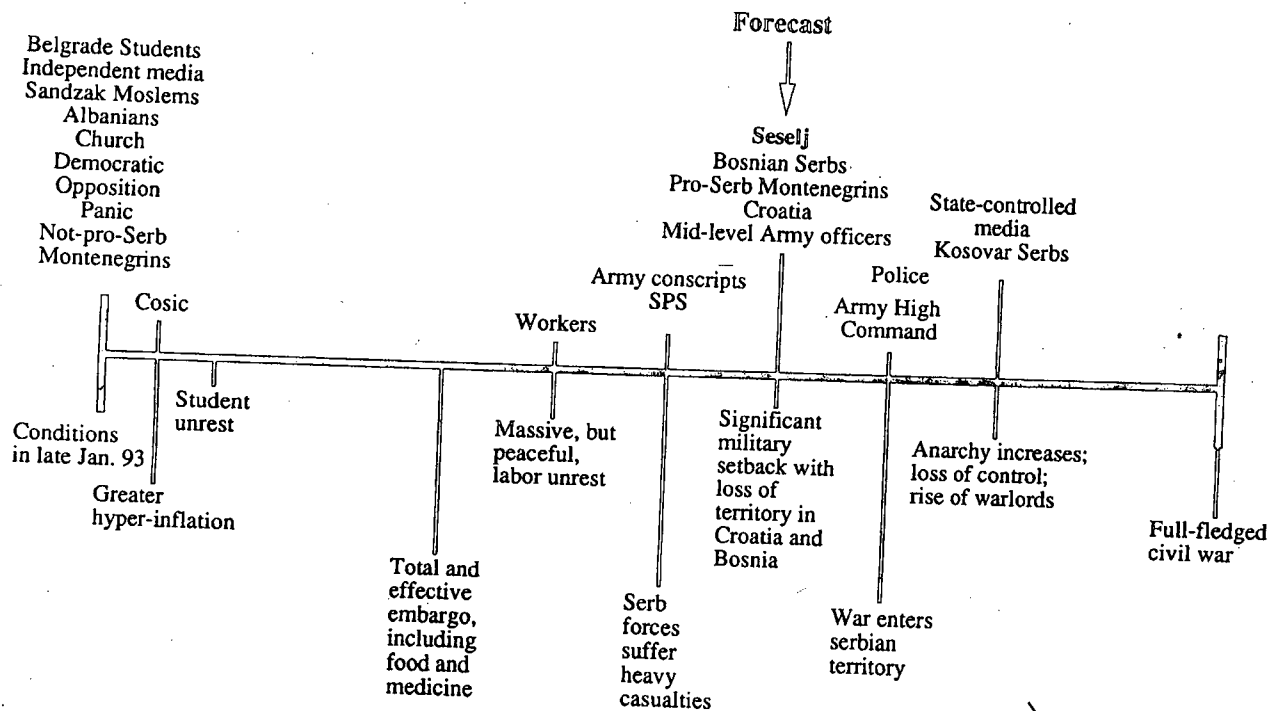 Forecast
Belgrade Students
Independent media
Sandzak Moslems
Albanians
Church
Democratic
Opposition
Panic
Not-pro-Serb
Montenegrins
Cosic
Workers
Army conscripts
SPS
Seselj
Bosnian Serbs
Pro-Serb Montenegrins
Croatia
Mid-level Army officers
Police
Army High
Command
State-controlled
media
Kosovar Serbs
Conditions
in late Jan. 93
Greater
hyper-inflation
Student
unrest
Total and
effective
embargo,
including
food and
medicine
Massive, but
peaceful,
labor unrest
Serb
forces
suffer
heavy
casualties
Significant
military
setback with
loss of
territory in
Croatia and
Bosnia
War enters
serbian
territory
Anarchy increases;
loss of control;
rise of warlords
Full-fledged
civil war